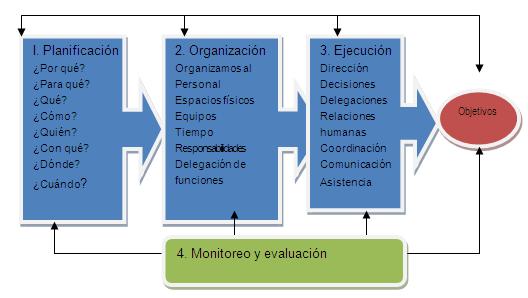 I. Planificación
¿Por qué?
¿Para qué?
¿Qué?
¿Cómo?
¿Quién?
¿Con qué?
¿Dónde?
¿Cuándo?
2. Organización
Organizamos al
Personal
Espacios físicos
Equipos
Tiempo
Responsabilidades
Delegación de
funciones
3. Ejecución
Dirección
Decisiones
Delegaciones
Relaciones
humanas
Coordinación
Comunicación
Asistencia
Objetivos
4. Monitoreo y evaluación